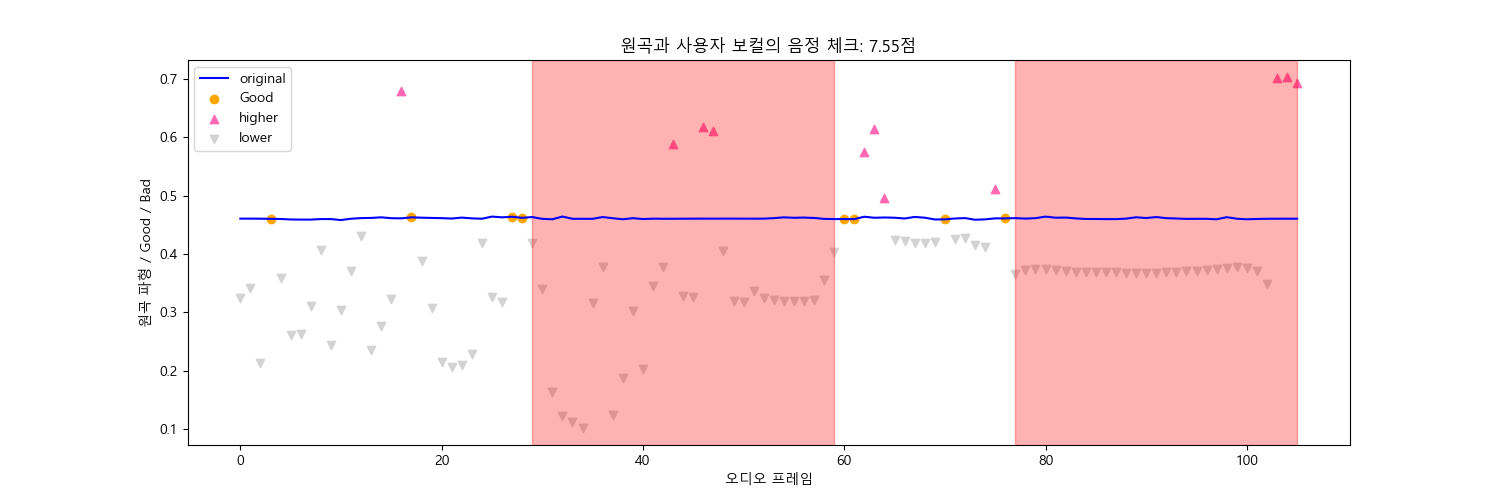 원곡과 사용자 보컬의 음정 체크: 7.55점
original
Good
higher
lower
원곡 파형 / Good / Bad
0.7
0.6
0.5
0.4
0.3
0.2
0.1
0 20 40 60 80 100
오디오 프레임